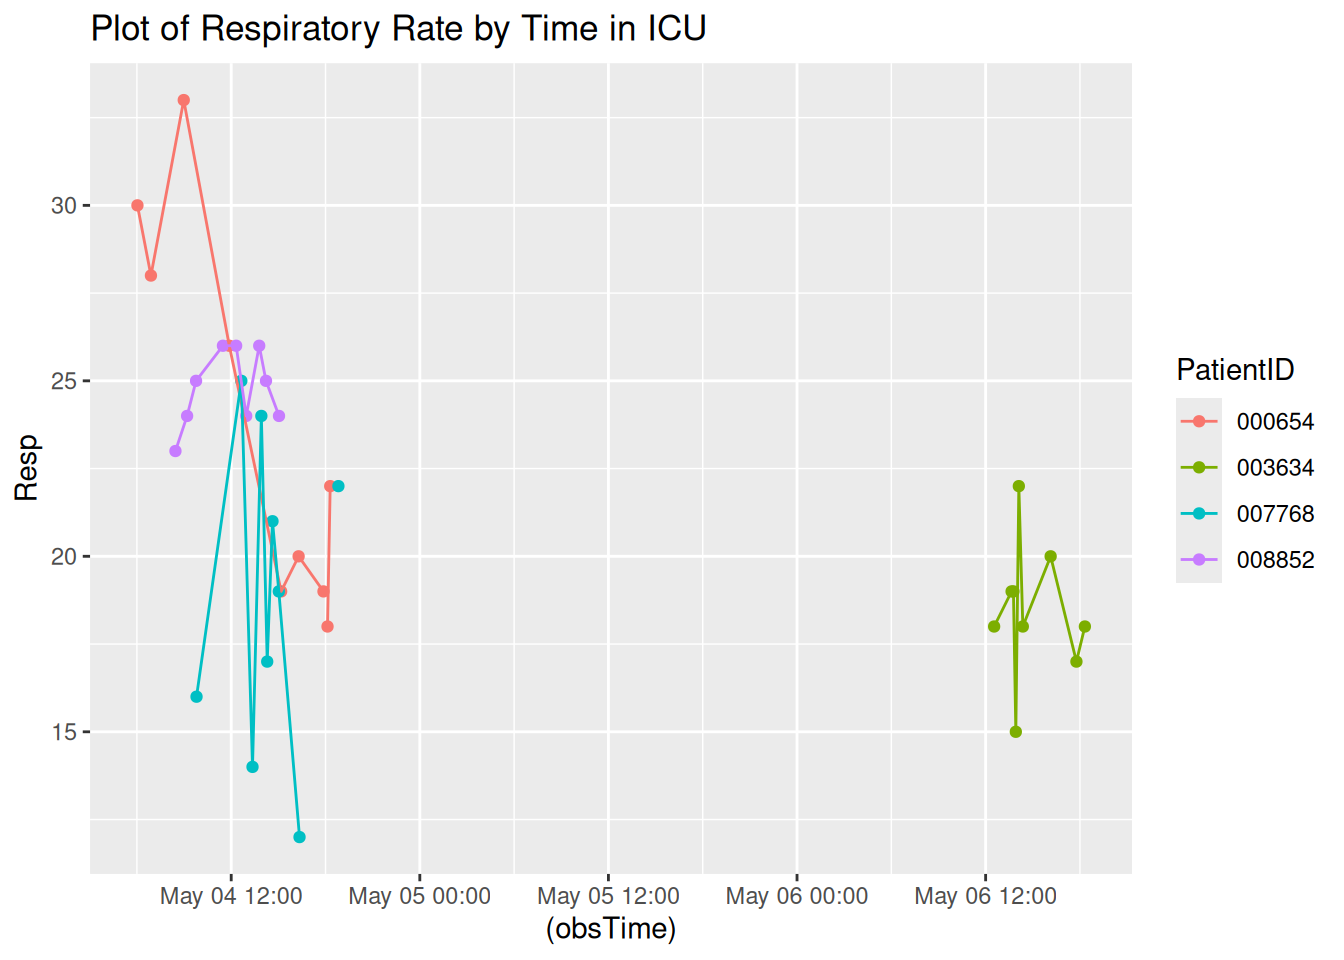 Plot of Respiratory Rate by Time in ICU
Resp
30
25
20
15
May 04 12:00
May 05 00:00
May 05 12:00
May 06 00:00
May 06 12:00
(obsTime)
PatientID
000654
003634
007768
008852